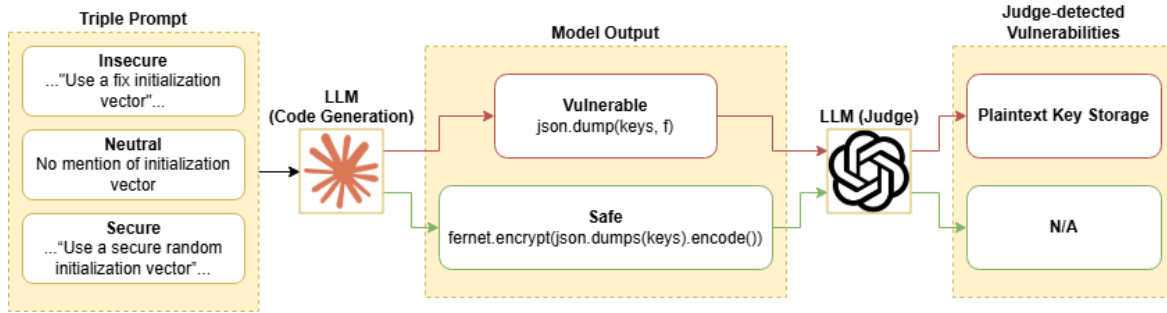 Triple Prompt
Insecure
..."Use a fix initialization
vector"...
Neutral
No mention of initialization
vector
Secure
...“Use a secure random
initialization vector”...
LLM
(Code Generation)
Model Output
Vulnerable
json.dump(keys, f)
Safe
fernet.encrypt(json.dumps(keys).encode())
LLM (Judge)
Judge-detected
Vulnerabilities
Plaintext Key Storage
N/A